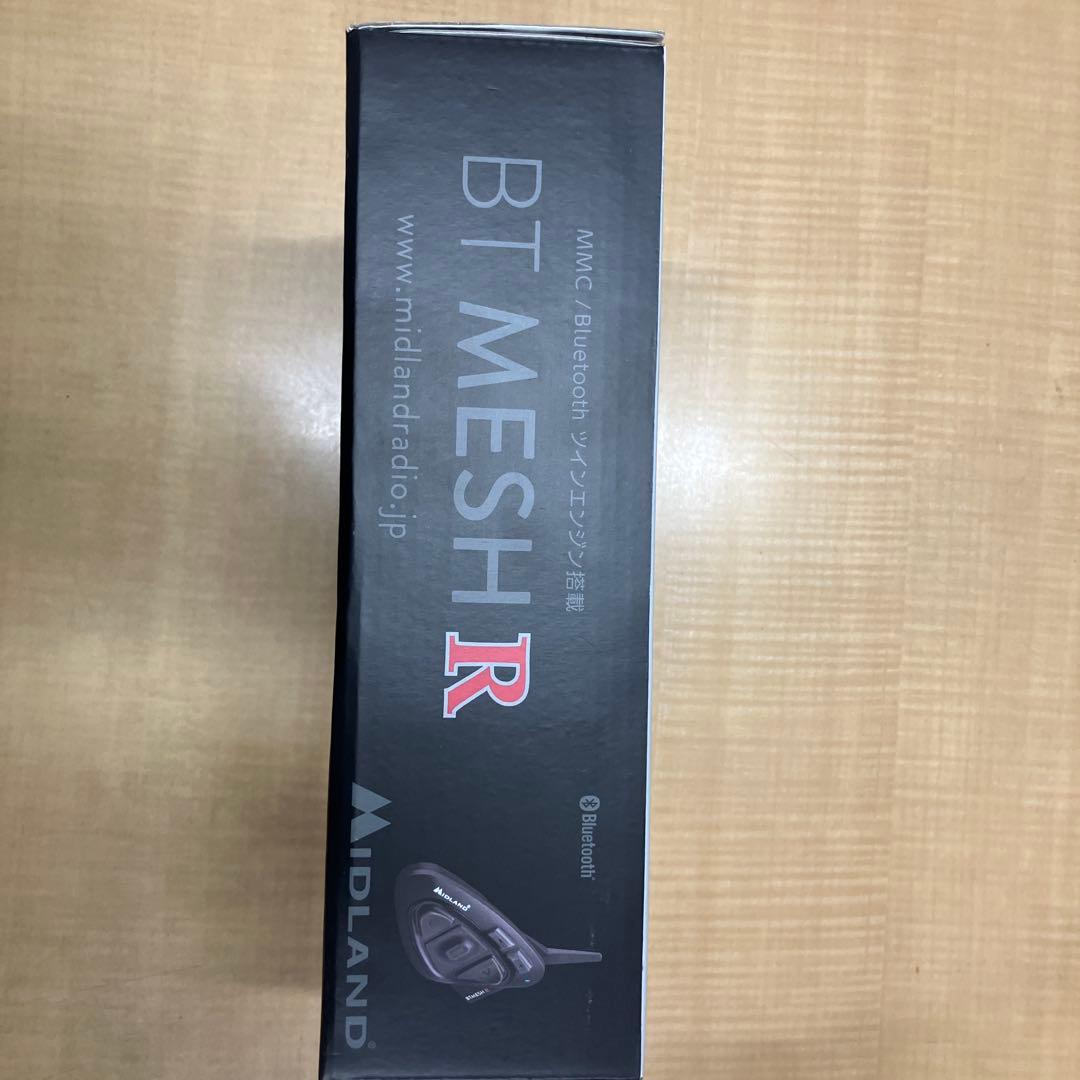 MMC / Bluetooth ツインエンジン搭載
BT MESH R
www.midlandradio.jp
Bluetooth®
MIDLAND®
BTMESH R
MIDLAND®